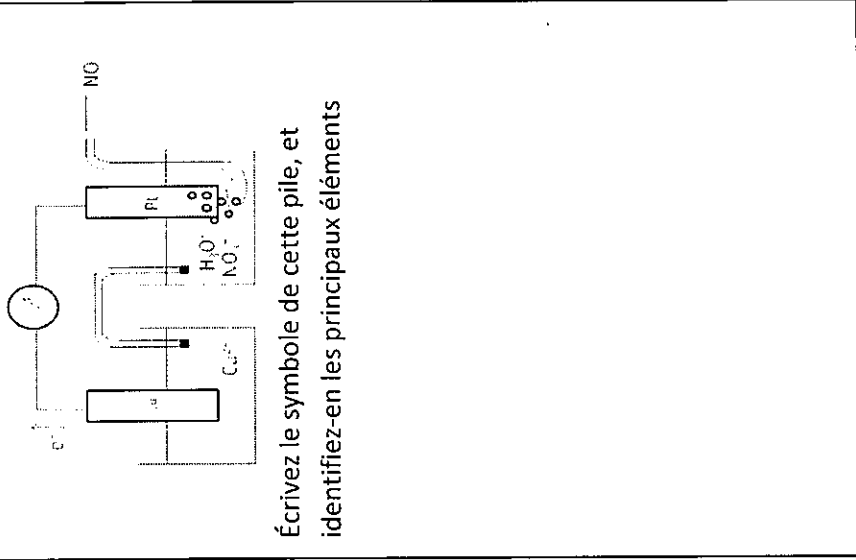 NO
Pt
H₃O⁺
NO₃⁻
Cu²⁺
e⁻
Écrivez le symbole de cette pile, et
identifiez-en les principaux éléments